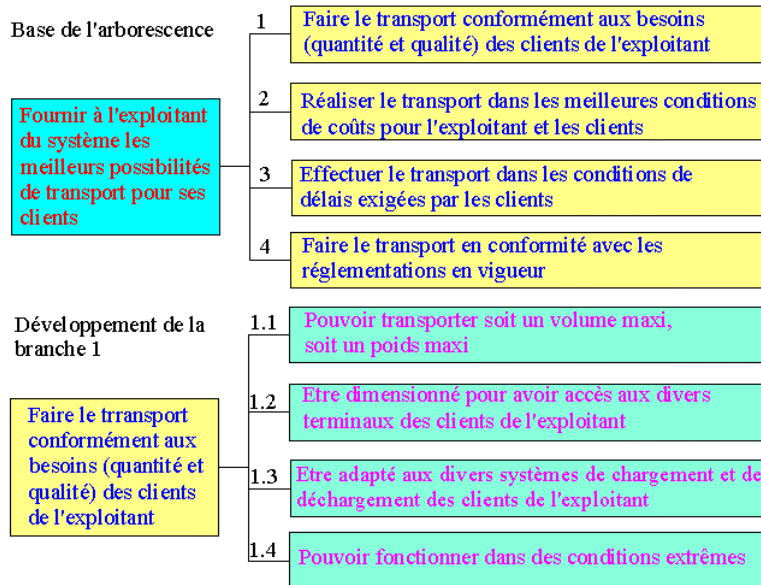 Base de l'arborescence
Fournir à l'exploitant
du système les
meilleurs possibilités
de transport pour ses
clients
1
Faire le transport conformément aux besoins
(quantité et qualité) des clients de l'exploitant
2
Réaliser le transport dans les meilleures conditions
de coûts pour l'exploitant et les clients
3
Effectuer le transport dans les conditions de
délais exigées par les clients
4
Faire le transport en conformité avec les
réglementations en vigueur
Développement de la
branche 1
Faire le trransport
conformément aux
besoins (quantité et
qualité) des clients
de l'exploitant
1.1
Pouvoir transporter soit un volume maxi,
soit un poids maxi
1.2
Etre dimensionné pour avoir accès aux divers
terminaux des clients de l'exploitant
1.3
Etre adapté aux divers systèmes de chargement et de
déchargement des clients de l'exploitant
1.4
Pouvoir fonctionner dans des conditions extrêmes